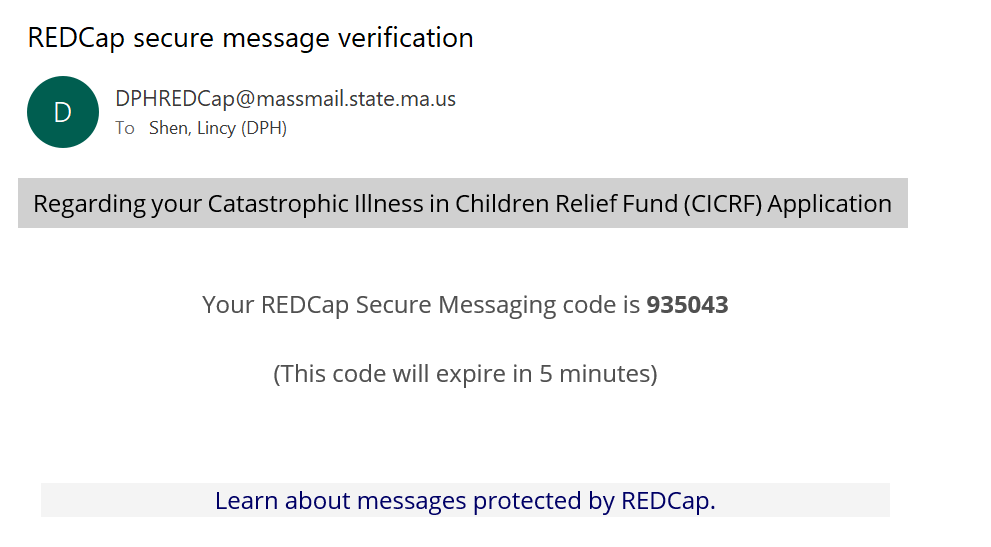 REDCap secure message verification
D
DPHREDCap@massmail.state.ma.us
To Shen, Lincy (DPH)
Regarding your Catastrophic Illness in Children Relief Fund (CICRF) Application
Your REDCap Secure Messaging code is 935043
(This code will expire in 5 minutes)
Learn about messages protected by REDCap.